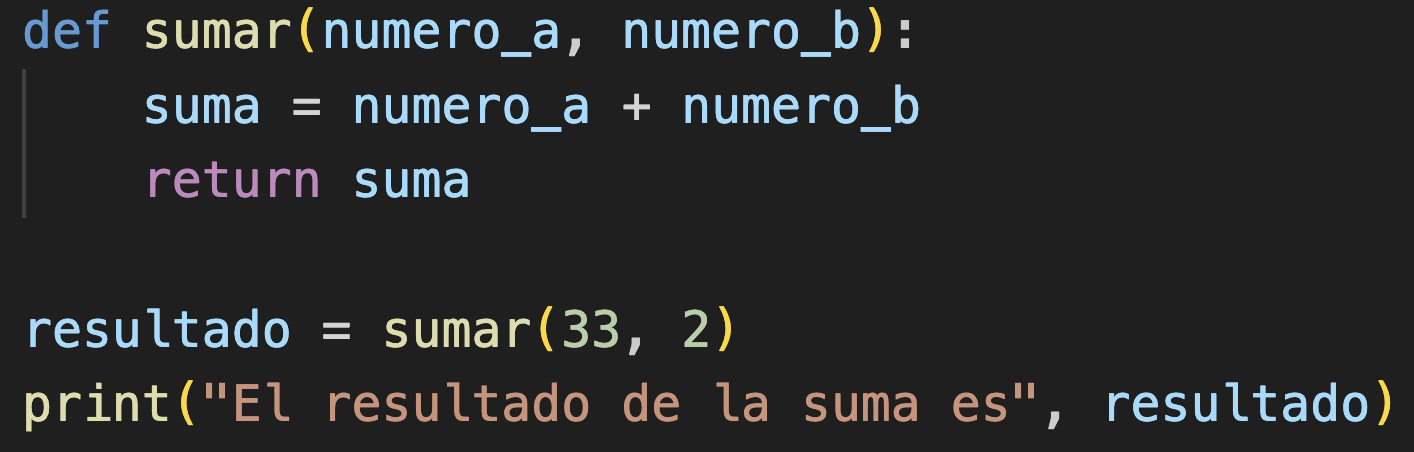 def sumar(numero_a, numero_b):
    suma = numero_a + numero_b
    return suma

resultado = sumar(33, 2)
print("El resultado de la suma es", resultado)